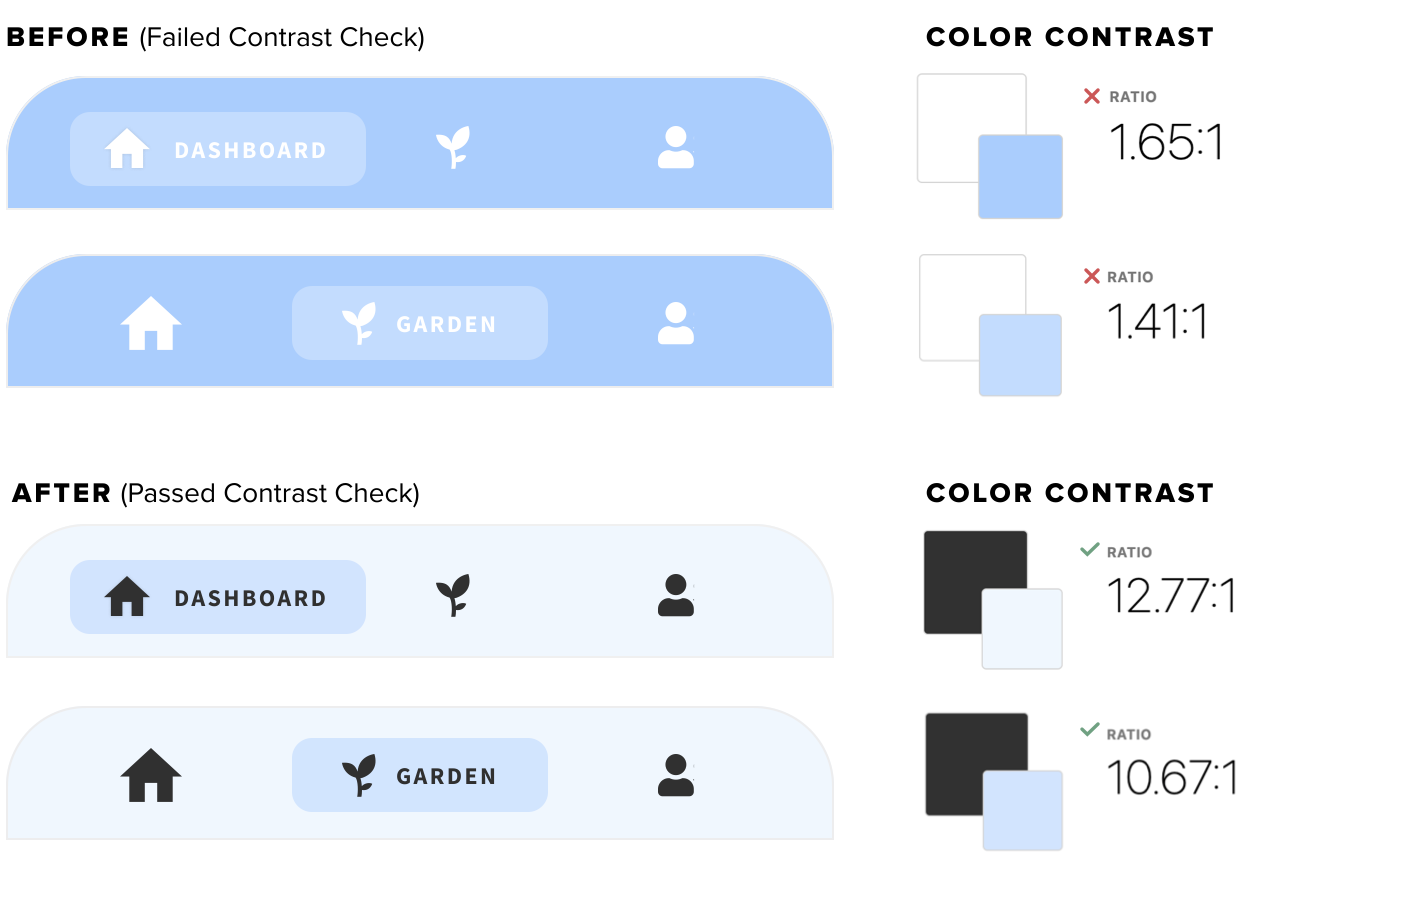 BEFORE (Failed Contrast Check)
COLOR CONTRAST
DASHBOARD
RATIO
1.65:1
GARDEN
RATIO
1.41:1
AFTER (Passed Contrast Check)
COLOR CONTRAST
DASHBOARD
RATIO
12.77:1
GARDEN
RATIO
10.67:1